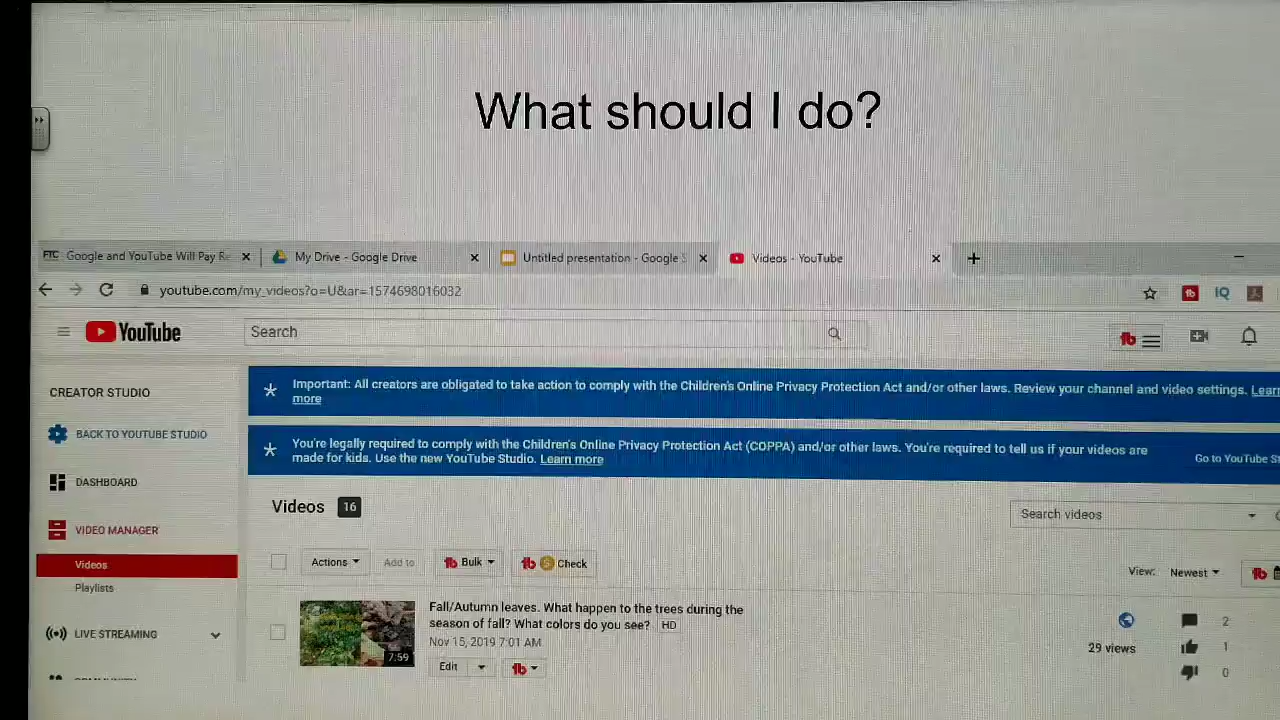 What should I do?
FTC Google and YouTube Will Pay Re
My Drive - Google Drive
Untitled presentation - Google S
Videos - YouTube
youtube.com/my_videos?o=U&ar=1574698016032
IQ
YouTube
Search
CREATOR STUDIO
Important: All creators are obligated to take action to comply with the Children's Online Privacy Protection Act and/or other laws. Review your channel and video settings. Learn
more
BACK TO YOUTUBE STUDIO
You're legally required to comply with the Children's Online Privacy Protection Act (COPPA) and/or other laws. You're required to tell us if your videos are
made for kids. Use the new YouTube Studio. Learn more
Go to YouTube St
DASHBOARD
Videos 16
Search videos
VIDEO MANAGER
Videos
Playlists
Actions
Add to
tb Bulk
tb $ Check
View: Newest
tb
Fall/Autumn leaves. What happen to the trees during the
season of fall? What colors do you see? HD
Nov 15, 2019 7:01 AM
7:59
Edit
tb
29 views
2
1
0
LIVE STREAMING